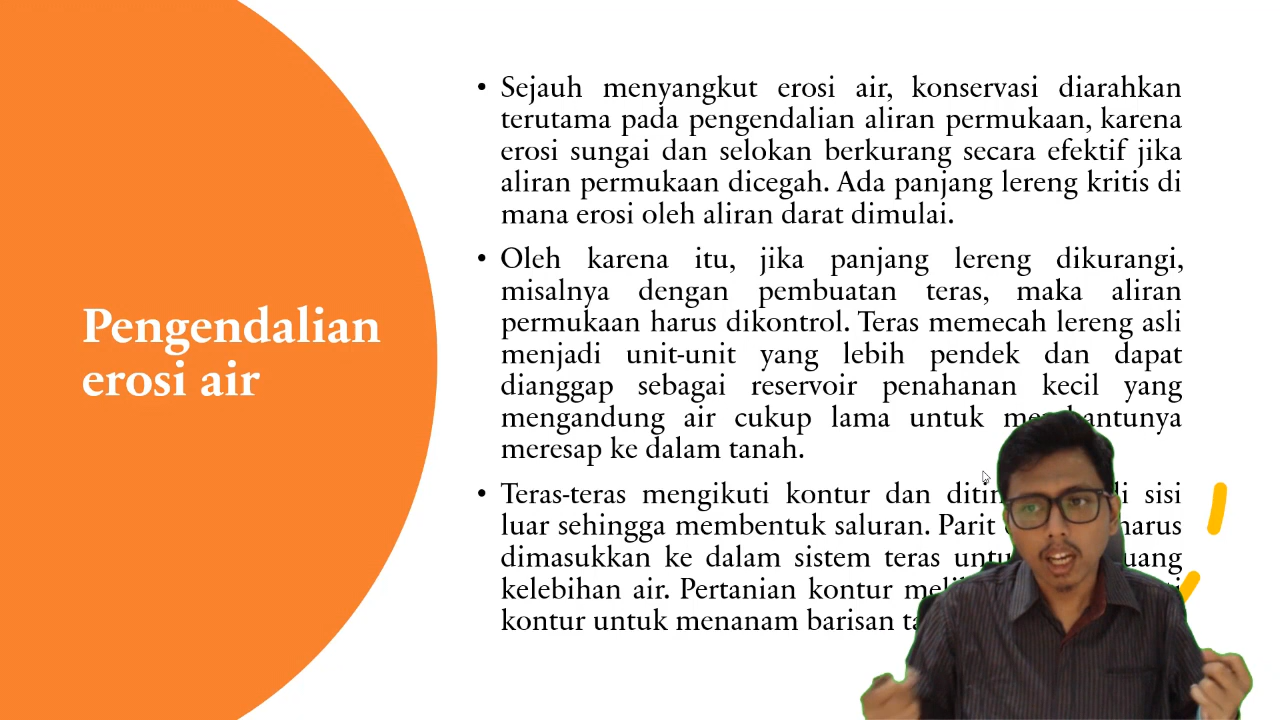 Pengendalian
erosi air
• Sejauh menyangkut erosi air, konservasi diarahkan
terutama pada pengendalian aliran permukaan, karena
erosi sungai dan selokan berkurang secara efektif jika
aliran permukaan dicegah. Ada panjang lereng kritis di
mana erosi oleh aliran darat dimulai.
• Oleh karena itu, jika panjang lereng dikurangi,
misalnya dengan pembuatan teras, maka aliran
permukaan harus dikontrol. Teras memecah lereng asli
menjadi unit-unit yang lebih pendek dan dapat
dianggap sebagai reservoir penahanan kecil yang
mengandung air cukup lama untuk
meresap ke dalam tanah.
• Teras-teras mengikuti kontur dan sisi
luar sehingga membentuk saluran. Parit harus
dimasukkan ke dalam sistem teras
kelebihan air. Pertanian kontur
kontur untuk menanam barisan